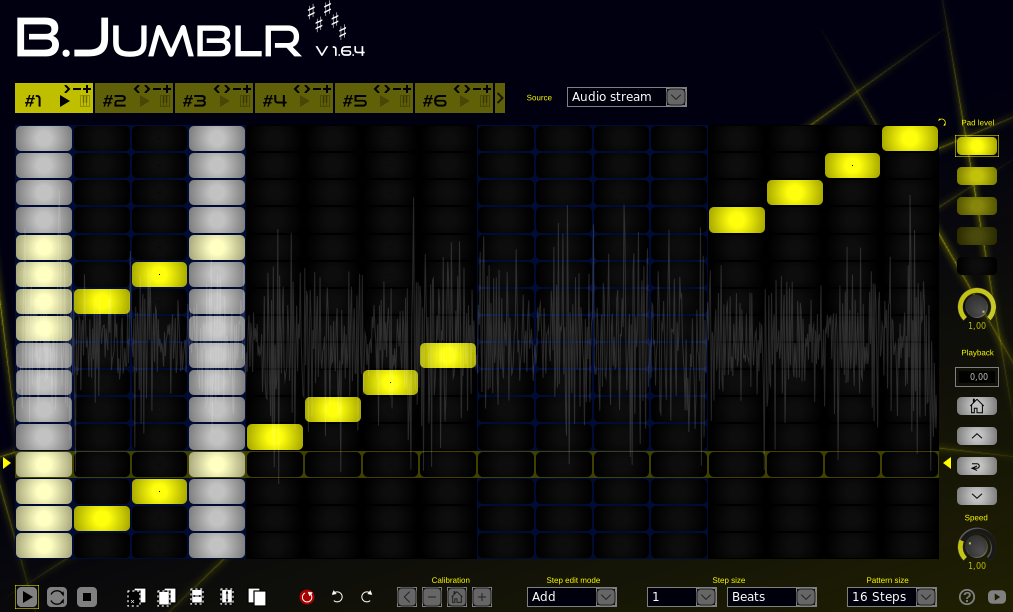 B.JUMBLR
V 1.6.4
#1 #2 #3 #4 #5 #6
Source Audio stream
Pad level
1,00
Playback
0,00
Speed
1,00
Calibration Step edit mode Step size Pattern size
Add 1 Beats 16 Steps